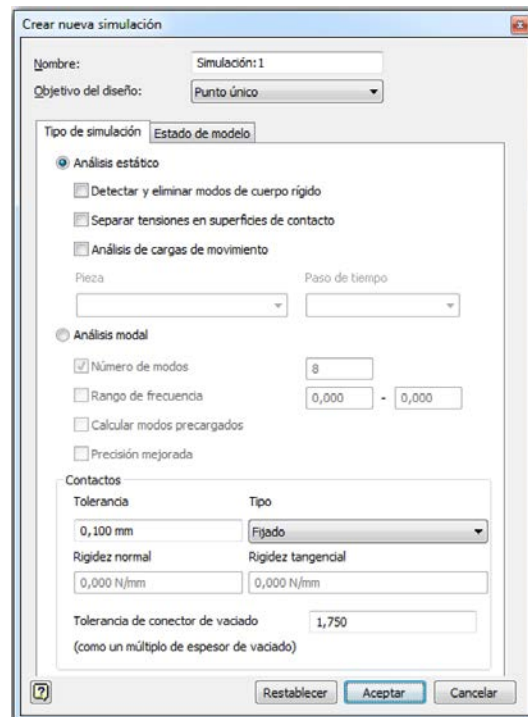 Crear nueva simulación
Nombre: Simulación:1
Objetivo del diseño: Punto único
Tipo de simulación Estado de modelo
Análisis estático
Detectar y eliminar modos de cuerpo rígido
Separar tensiones en superficies de contacto
Análisis de cargas de movimiento
Pieza Paso de tiempo
Análisis modal
Número de modos 8
Rango de frecuencia 0,000 - 0,000
Calcular modos precargados
Precisión mejorada
Contactos
Tolerancia Tipo
0,100 mm Fijado
Rigidez normal Rigidez tangencial
0,000 N/mm 0,000 N/mm
Tolerancia de conector de vaciado 1,750
(como un múltiplo de espesor de vaciado)
? Restablecer Aceptar Cancelar